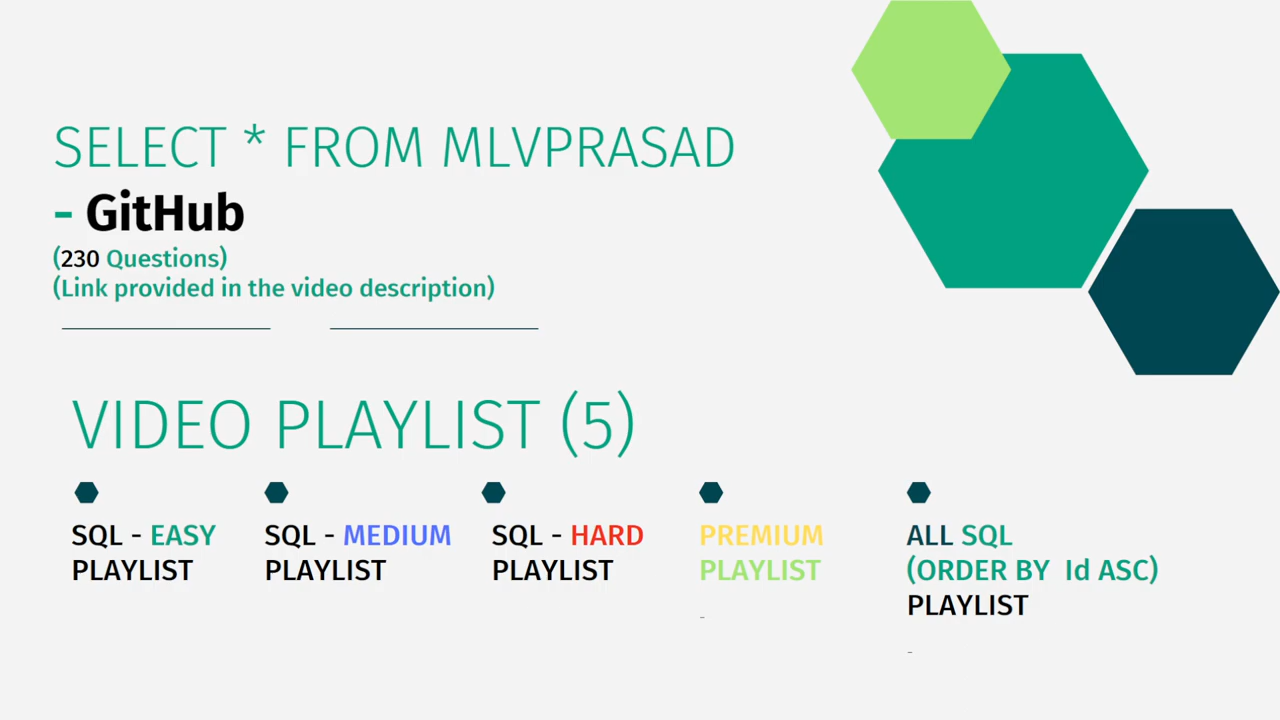 SELECT * FROM MLVPRASAD
- GitHub
(230 Questions)
(Link provided in the video description)
VIDEO PLAYLIST (5)
SQL - EASY
PLAYLIST
SQL - MEDIUM
PLAYLIST
SQL - HARD
PLAYLIST
PREMIUM
PLAYLIST
-
ALL SQL
(ORDER BY Id ASC)
PLAYLIST
-